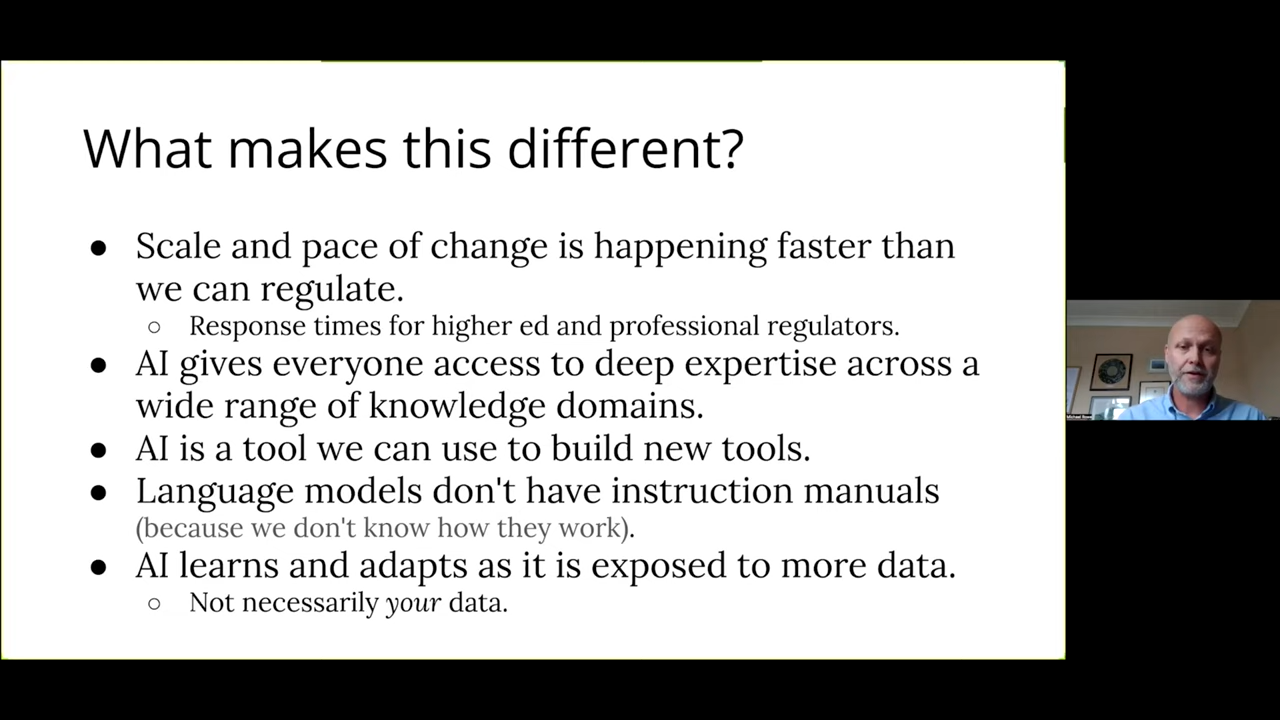 What makes this different?
● Scale and pace of change is happening faster than
we can regulate.
○ Response times for higher ed and professional regulators.
● AI gives everyone access to deep expertise across a
wide range of knowledge domains.
● AI is a tool we can use to build new tools.
● Language models don't have instruction manuals
(because we don't know how they work).
● AI learns and adapts as it is exposed to more data.
○ Not necessarily your data.
Michael Rowe